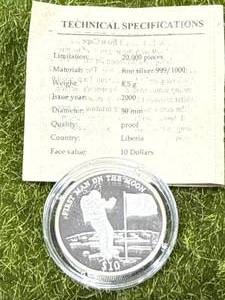 TECHNICAL SPECIFICATIONS
Limitation: 20.000 pieces
Material: fine silver 999/1000
Weight: 8,5 g
Issue year: 2000
Diameter: 30 mm
Quality: proof
Country: Liberia
Face value: 10 Dollars
FIRST MAN ON THE MOON
$10